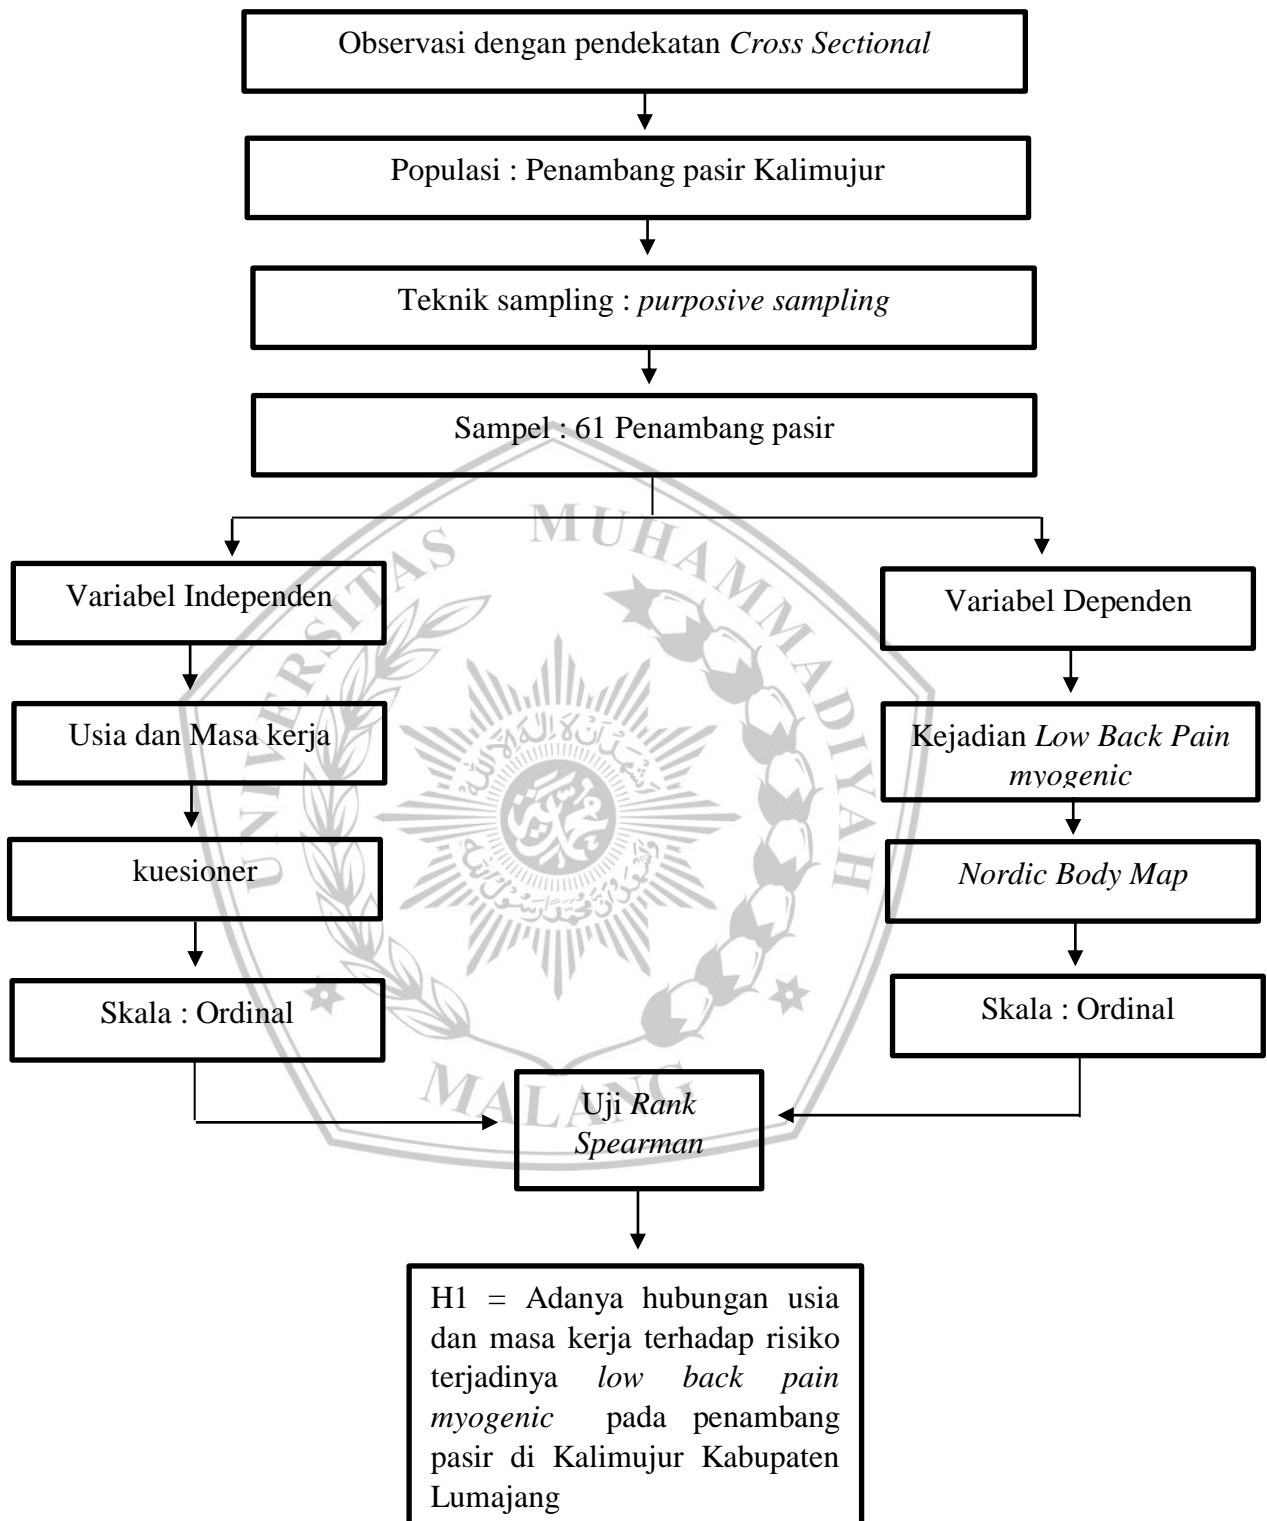 Observasi dengan pendekatan Cross Sectional
Populasi : Penambang pasir Kalimujur
Teknik sampling : purposive sampling
Sampel : 61 Penambang pasir
UNIVERSITAS MUHAMMADIYAH
MALANG
Variabel Independen
Variabel Dependen
Usia dan Masa kerja
Kejadian Low Back Pain
myogenic
kuesioner
Nordic Body Map
Skala : Ordinal
Skala : Ordinal
Uji Rank
Spearman
H1 = Adanya hubungan usia
dan masa kerja terhadap risiko
terjadinya low back pain
myogenic pada penambang
pasir di Kalimujur Kabupaten
Lumajang